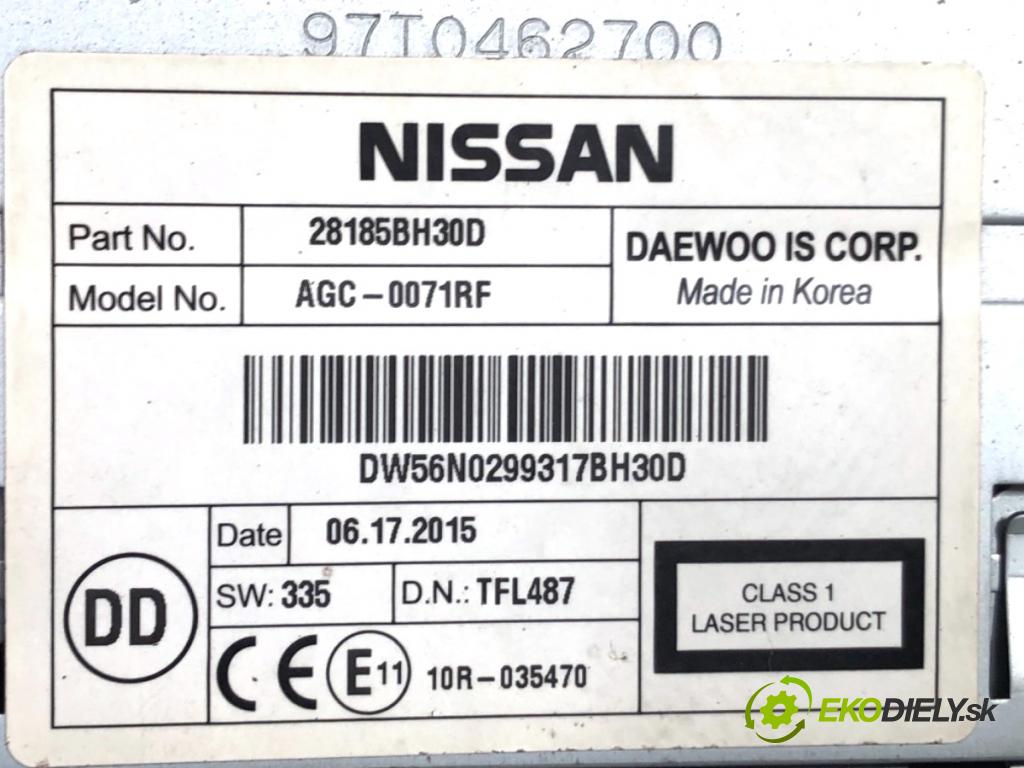 97T0462700
NISSAN
Part No. 28185BH30D
DAEWOO IS CORP.
Model No. AGC-0071RF
Made in Korea
DW56N0299317BH30D
DD
Date 06.17.2015
SW: 335 D.N.: TFL487
CE E11 10R-035470
CLASS 1
LASER PRODUCT
EKODIELY.sk